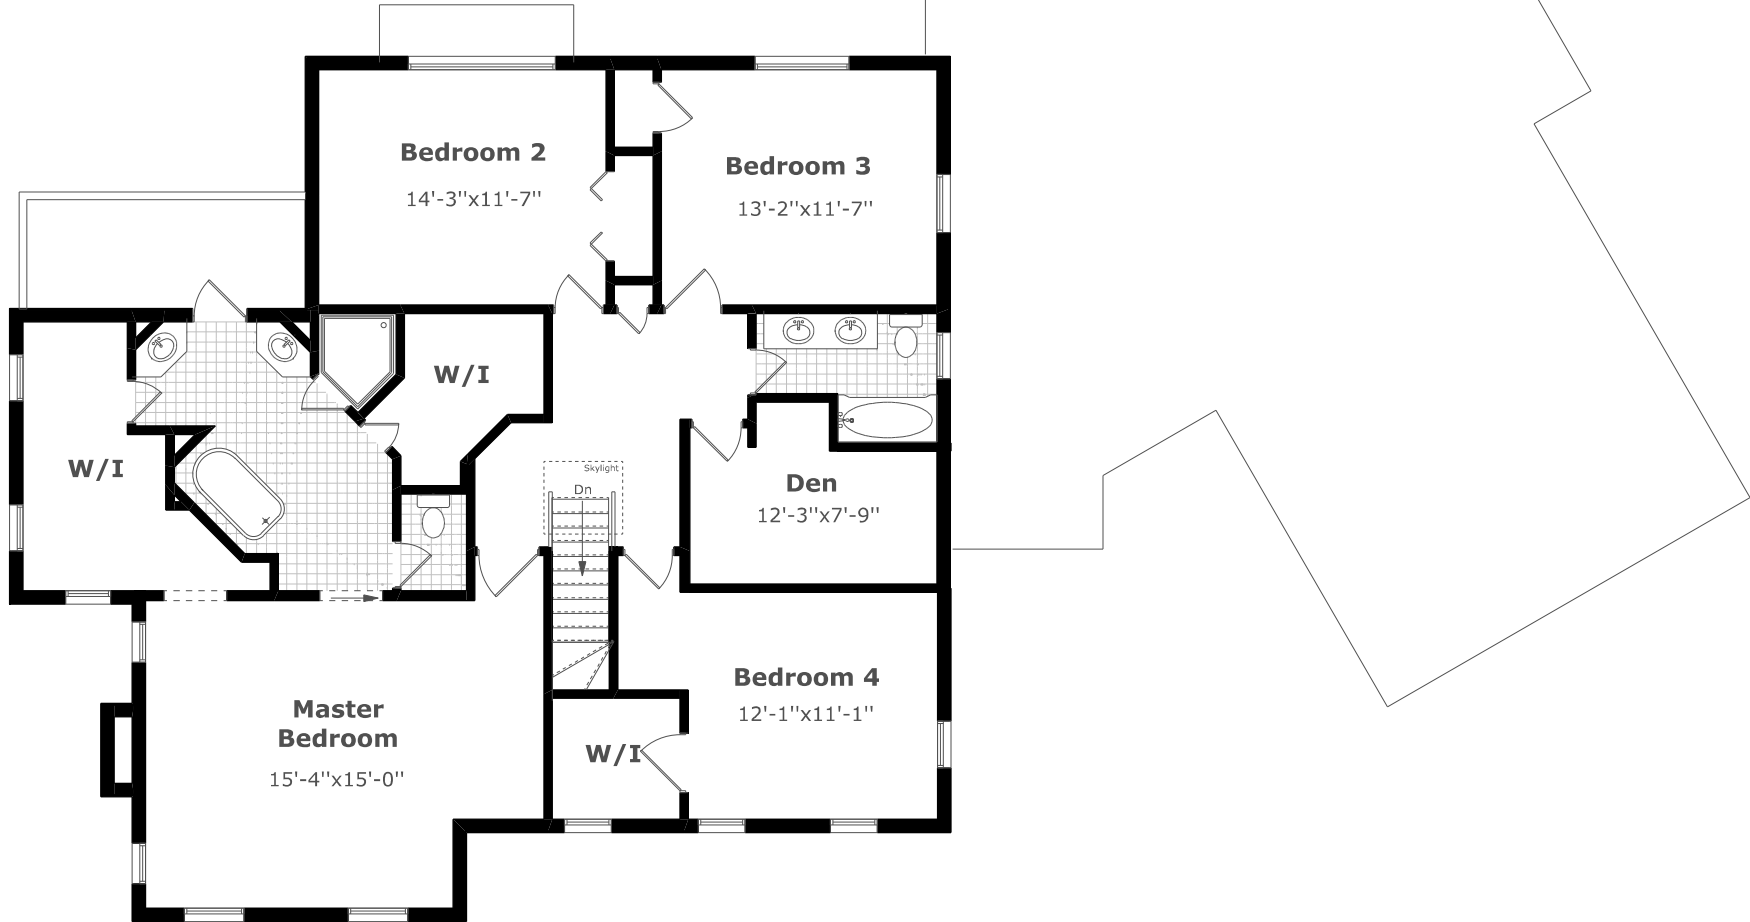 Bedroom 2
14'-3''x11'-7''
Bedroom 3
13'-2''x11'-7''
W/I
W/I
Skylight
Dn
Den
12'-3''x7'-9''
Master
Bedroom
15'-4''x15'-0''
Bedroom 4
12'-1''x11'-1''
W/I